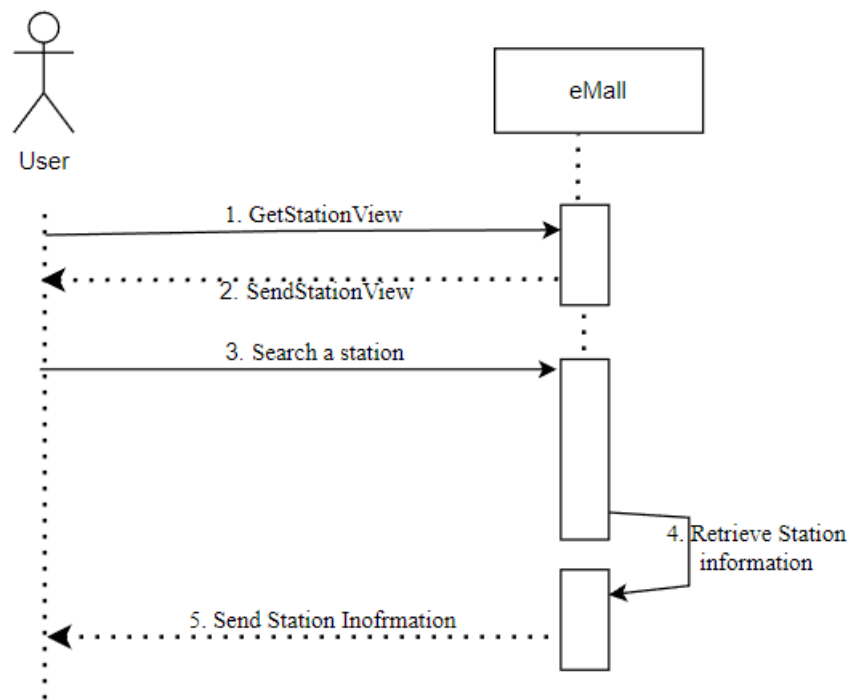 eMall
User
1. GetStationView
2. SendStationView
3. Search a station
4. Retrieve Station
information
5. Send Station Inofrmation